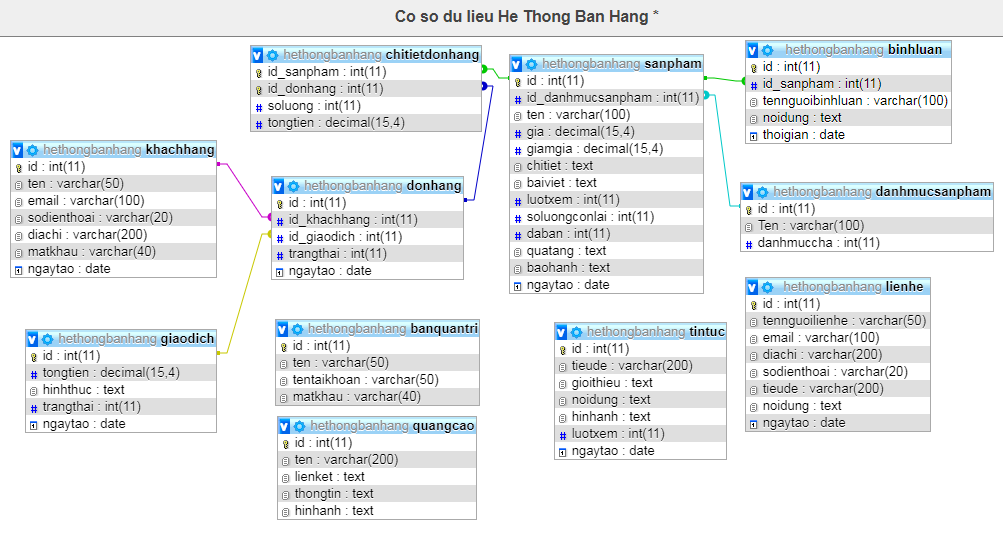 Co so du lieu He Thong Ban Hang *
hethongbanhang chitietdonhang
id_sanpham : int(11)
id_donhang : int(11)
soluong : int(11)
tongtien : decimal(15,4)
hethongbanhang sanpham
id : int(11)
id_danhmucsanpham : int(11)
ten : varchar(100)
gia : decimal(15,4)
giamgia : decimal(15,4)
chitiet : text
baiviet : text
luotxem : int(11)
soluongconlai : int(11)
daban : int(11)
quatang : text
baohanh : text
ngaytao : date
hethongbanhang binhluan
id : int(11)
id_sanpham : int(11)
tennguoibinhluan : varchar(100)
noidung : text
thoigian : date
hethongbanhang khachhang
id : int(11)
ten : varchar(50)
email : varchar(100)
sodienthoai : varchar(20)
diachi : varchar(200)
matkhau : varchar(40)
ngaytao : date
hethongbanhang donhang
id : int(11)
id_khachhang : int(11)
id_giaodich : int(11)
trangthai : int(11)
ngaytao : date
hethongbanhang danhmucsanpham
id : int(11)
Ten : varchar(100)
danhmuccha : int(11)
hethongbanhang giaodich
id : int(11)
tongtien : decimal(15,4)
hinhthuc : text
trangthai : int(11)
ngaytao : date
hethongbanhang banquantri
id : int(11)
ten : varchar(50)
tentaikhoan : varchar(50)
matkhau : varchar(40)
hethongbanhang quangcao
id : int(11)
ten : varchar(200)
lienket : text
thongtin : text
hinhanh : text
hethongbanhang tintuc
id : int(11)
tieude : varchar(200)
gioithieu : text
noidung : text
hinhanh : text
luotxem : int(11)
ngaytao : date
hethongbanhang lienhe
id : int(11)
tennguoilienhe : varchar(50)
email : varchar(100)
diachi : varchar(200)
sodienthoai : varchar(20)
tieude : varchar(200)
noidung : text
ngaytao : date